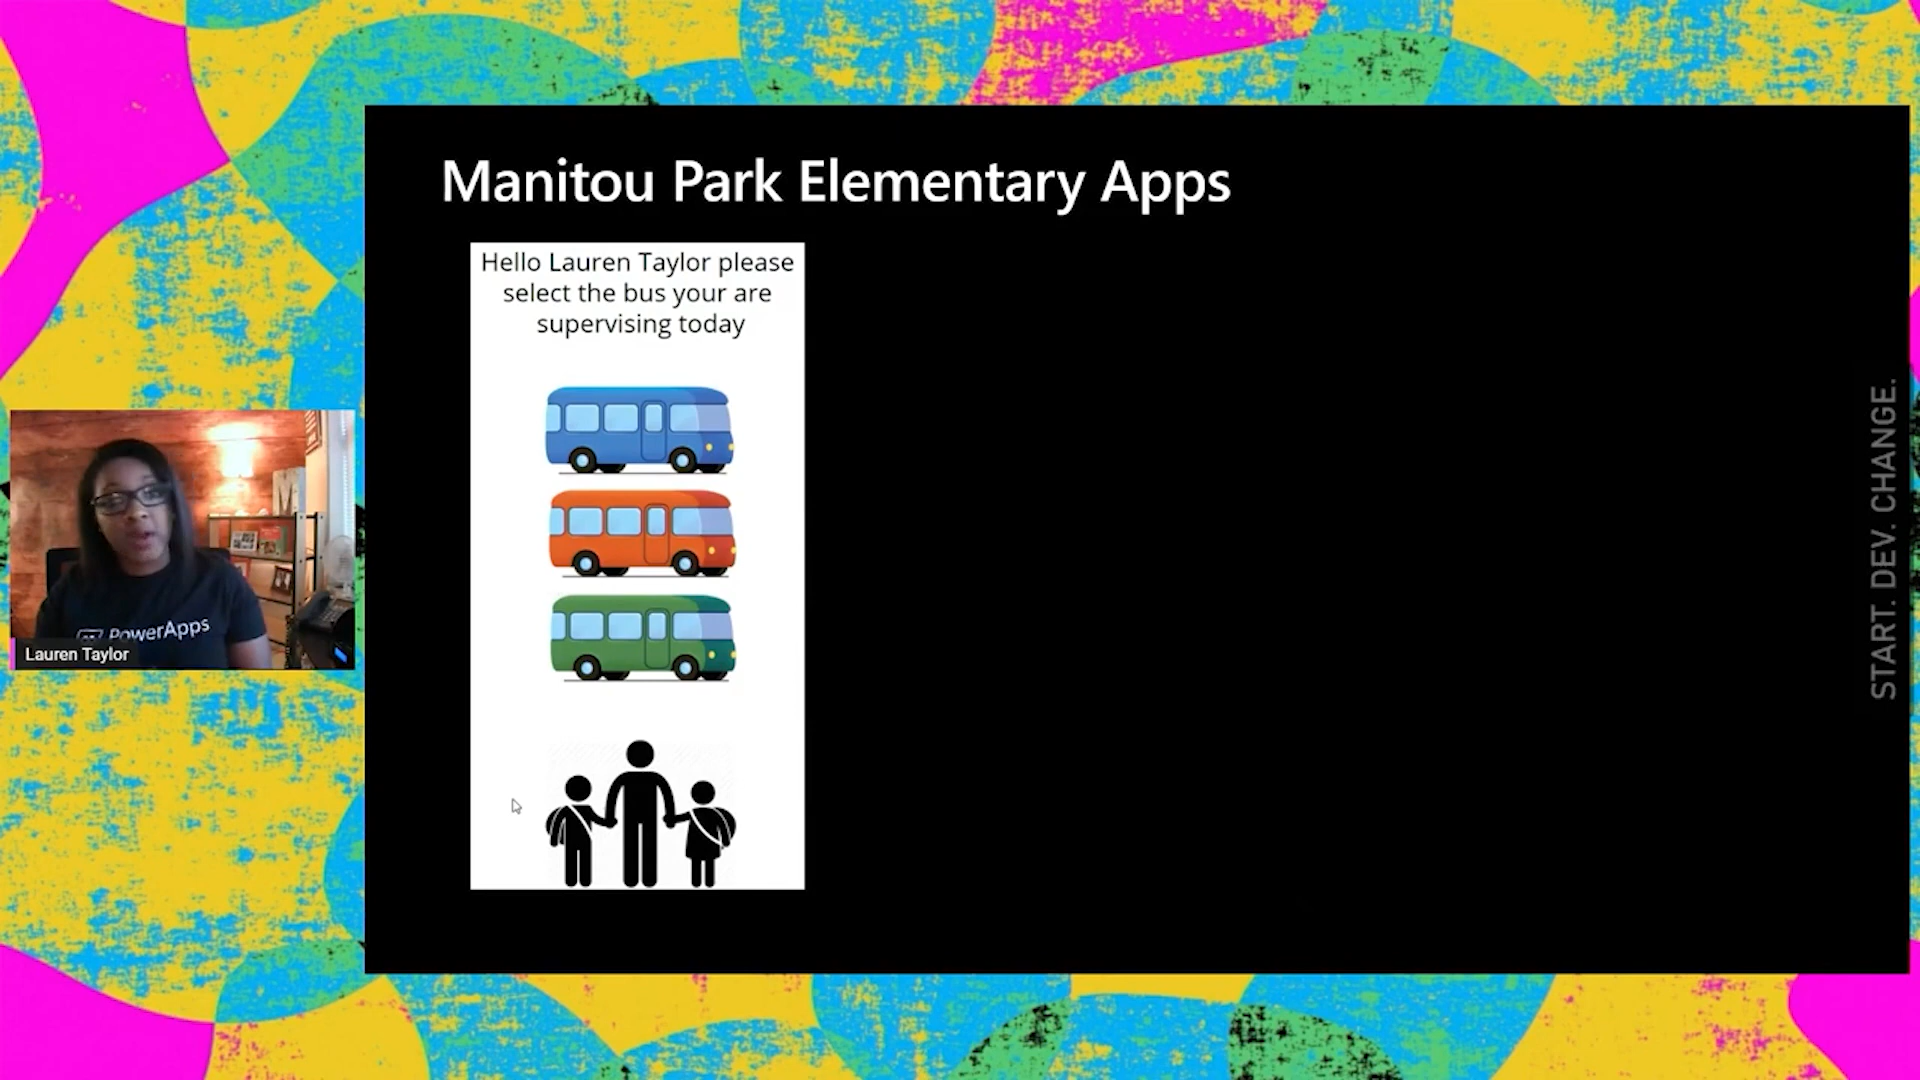 Manitou Park Elementary Apps
Hello Lauren Taylor please
select the bus your are
supervising today
PowerApps
Lauren Taylor
START. DEV. CHANGE.